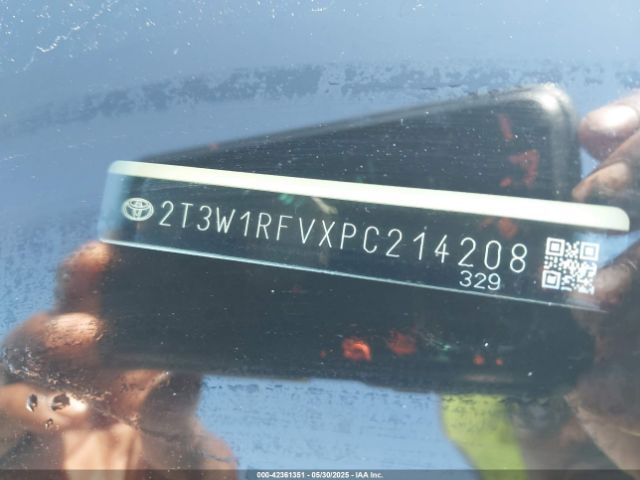 2T3W1RFVXPC214208
329
000-42361351 - 05/30/2025 - IAA Inc.